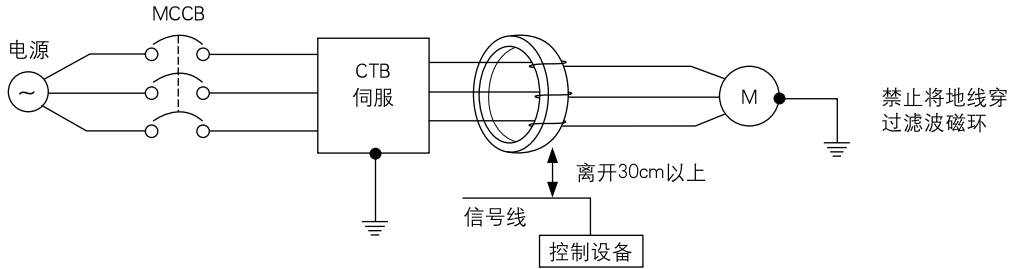 MCCB
电源
~
CTB
伺服
M
禁止将地线穿
过滤波磁环
离开30cm以上
信号线
控制设备